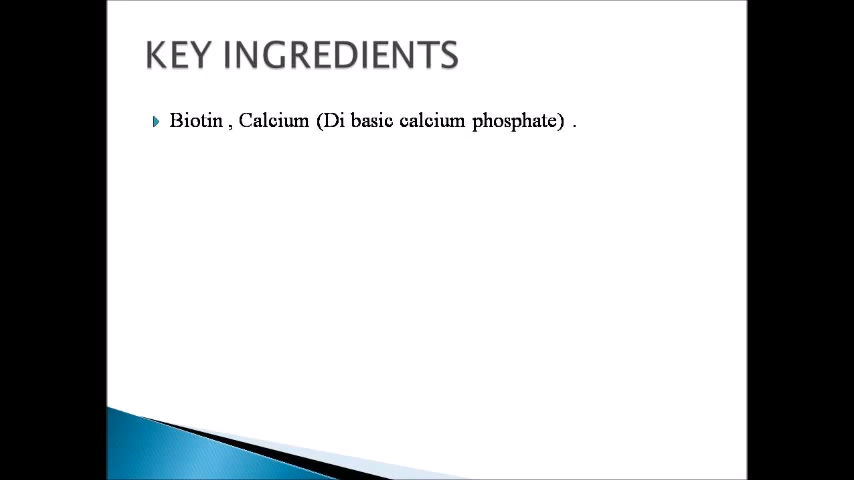 KEY INGREDIENTS
Biotin , Calcium (Di basic calcium phosphate) .